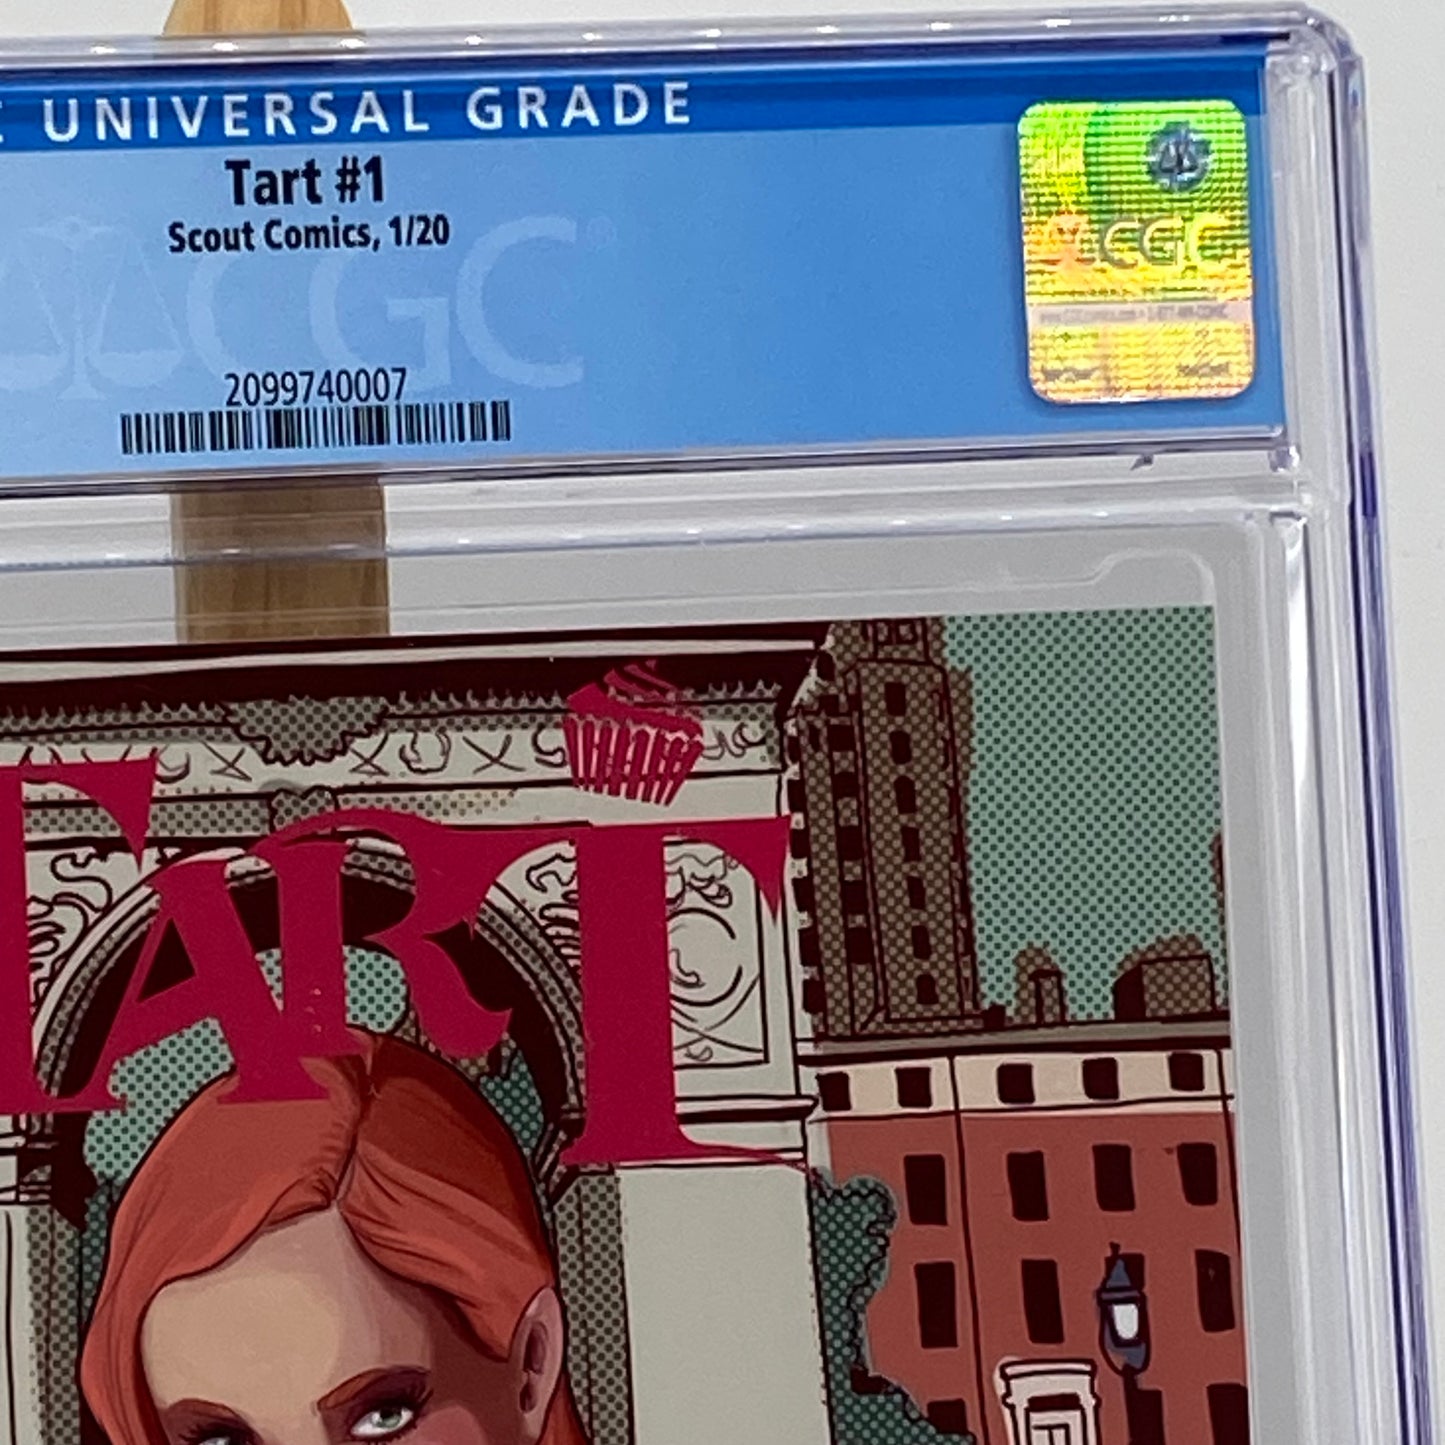 UNIVERSAL GRADE
Tart #1
Scout Comics, 1/20
CGC
CGC
2099740007
TART